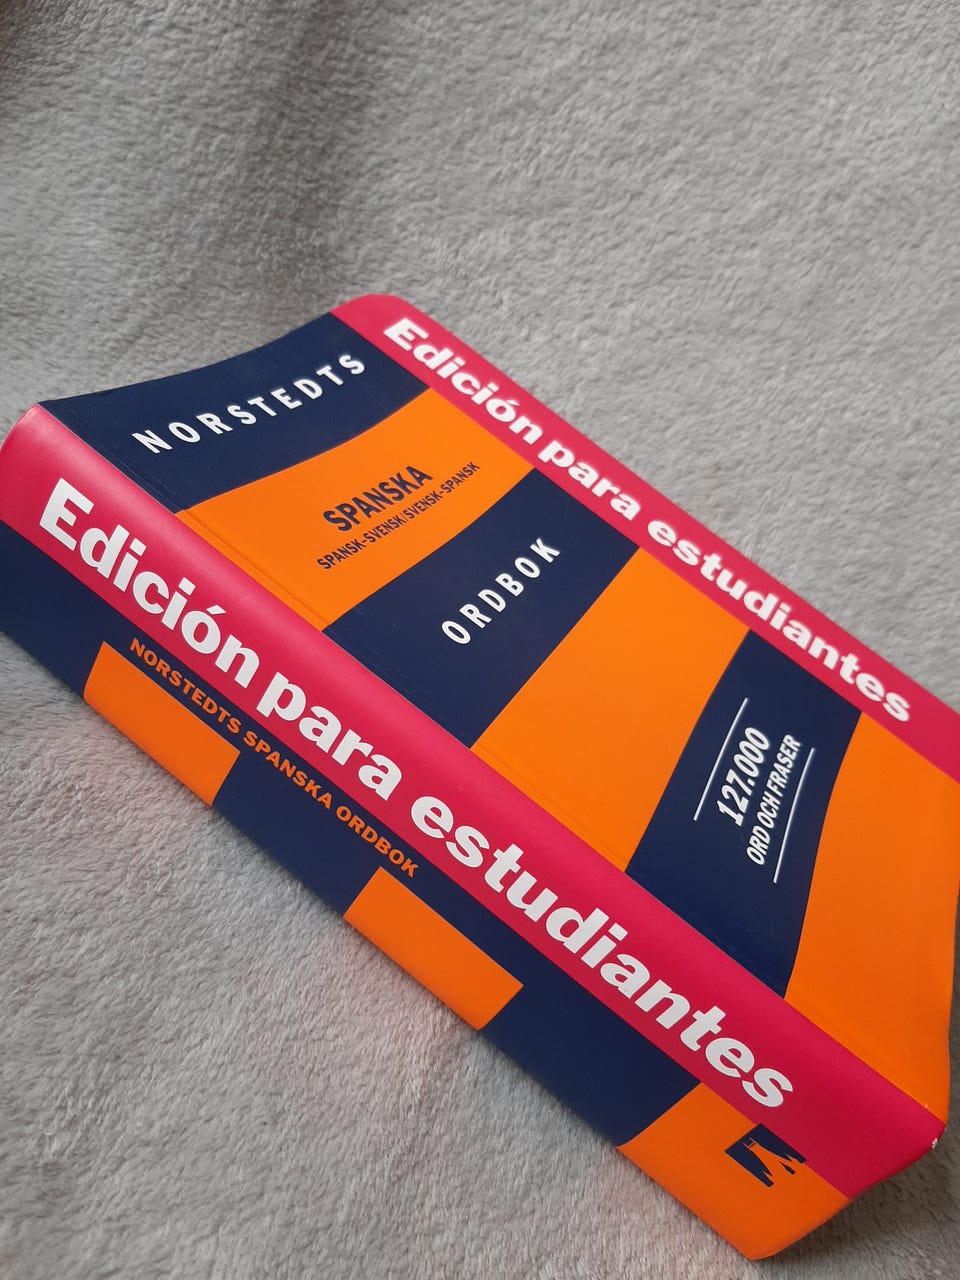 NORSTEDTS
SPANSKA
SPANSK-SVENSK/SVENSK-SPANSK
ORDBOK
127.000
ORD OCH FRASER
Edición para estudiantes
Edición para estudiantes
NORSTEDTS SPANSKA ORDBOK